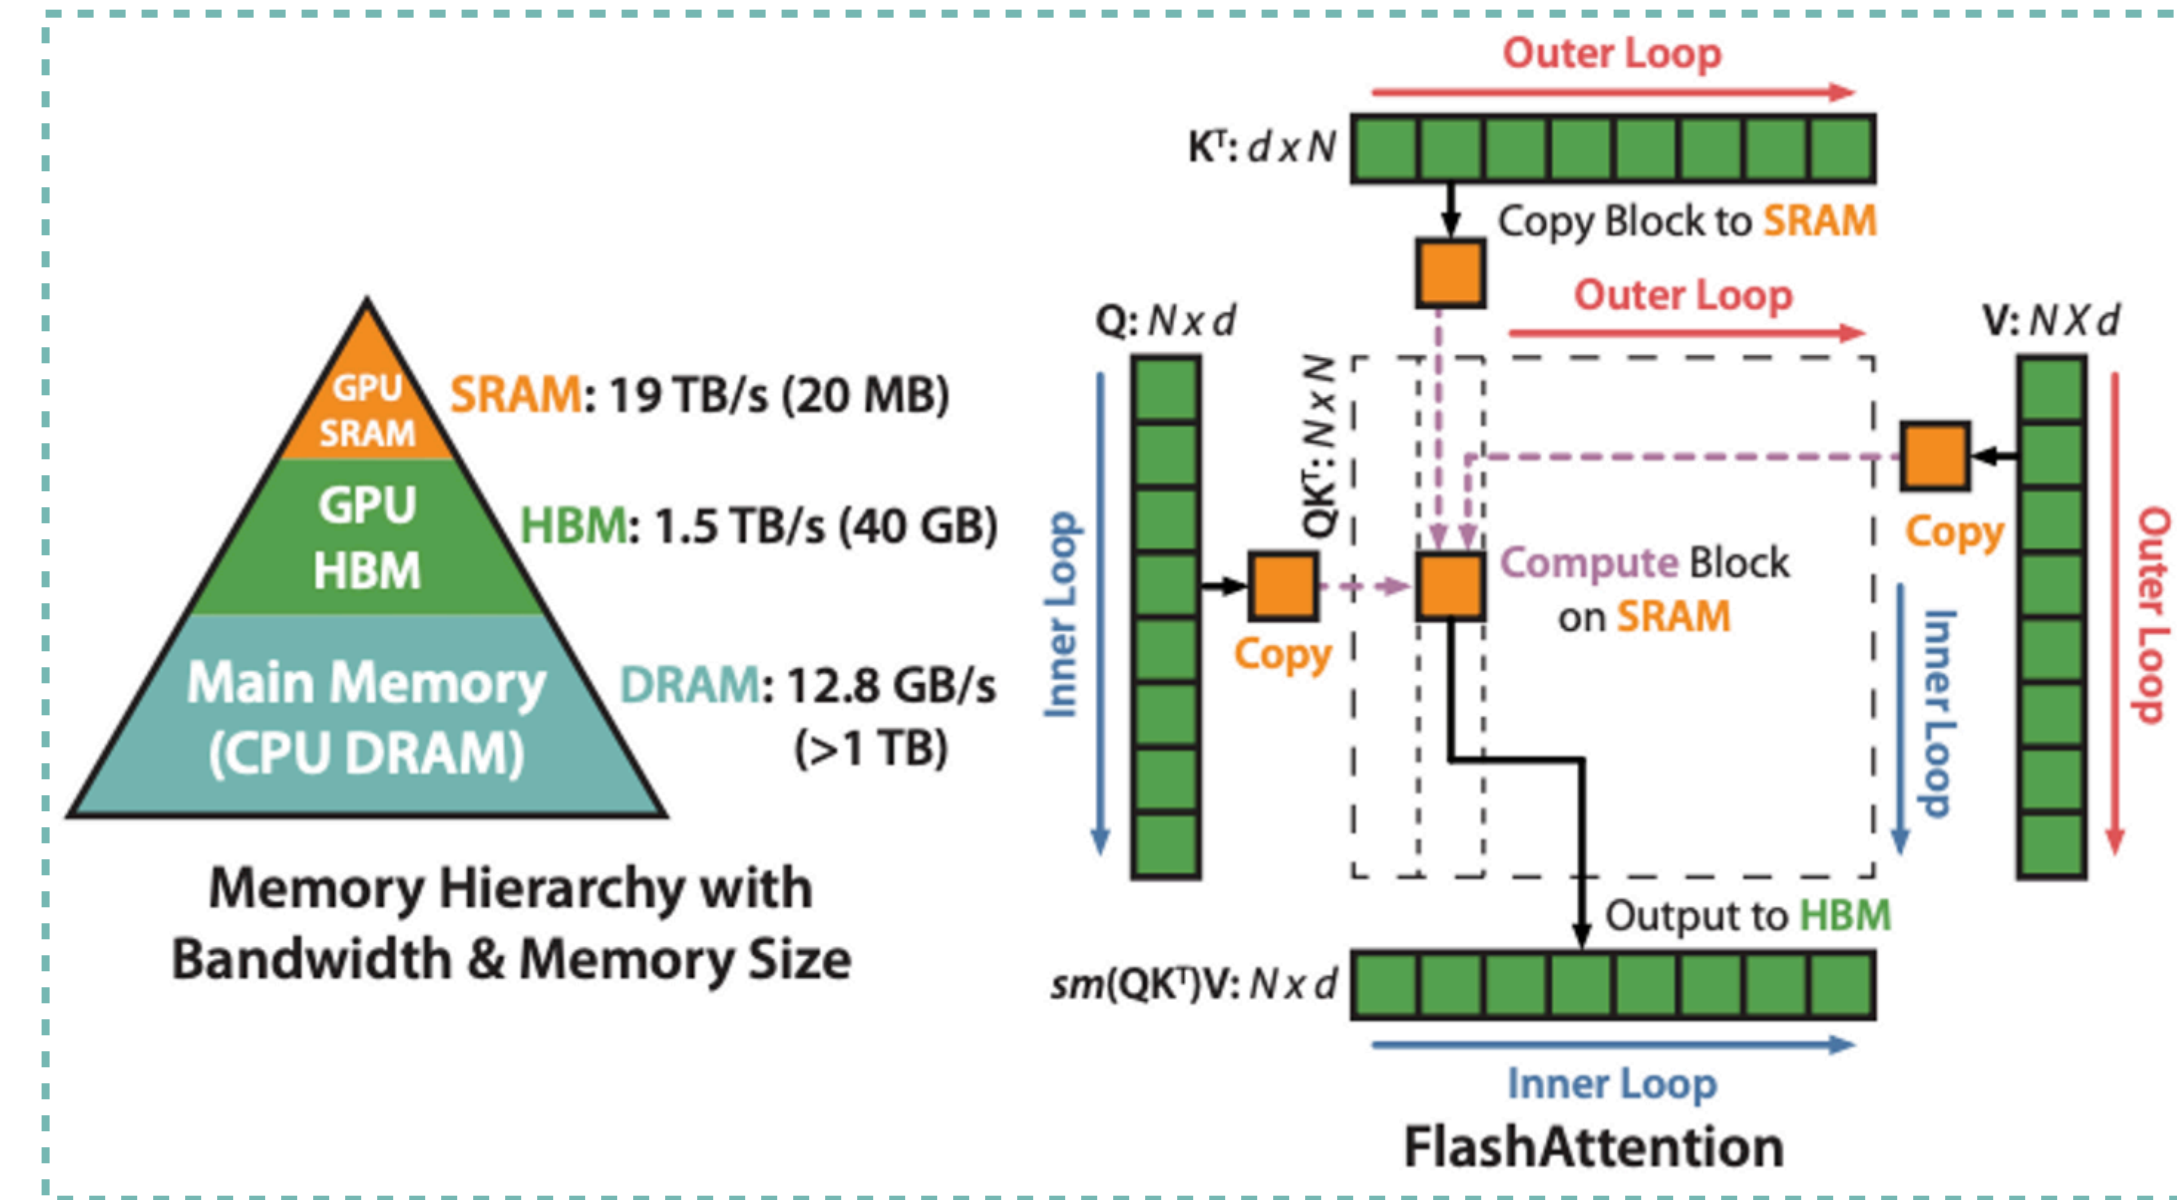 GPU
SRAM
SRAM: 19 TB/s (20 MB)
GPU
HBM
HBM: 1.5 TB/s (40 GB)
Main Memory
(CPU DRAM)
DRAM: 12.8 GB/s
(>1 TB)
Memory Hierarchy with
Bandwidth & Memory Size
Outer Loop
Kᵀ: d x N
Copy Block to SRAM
Outer Loop
Q: N x d
V: N X d
QKᵀ: N x N
Inner Loop
Copy
Compute Block
on SRAM
Copy
Inner Loop
Outer Loop
Output to HBM
sm(QKᵀ)V: N x d
Inner Loop
FlashAttention